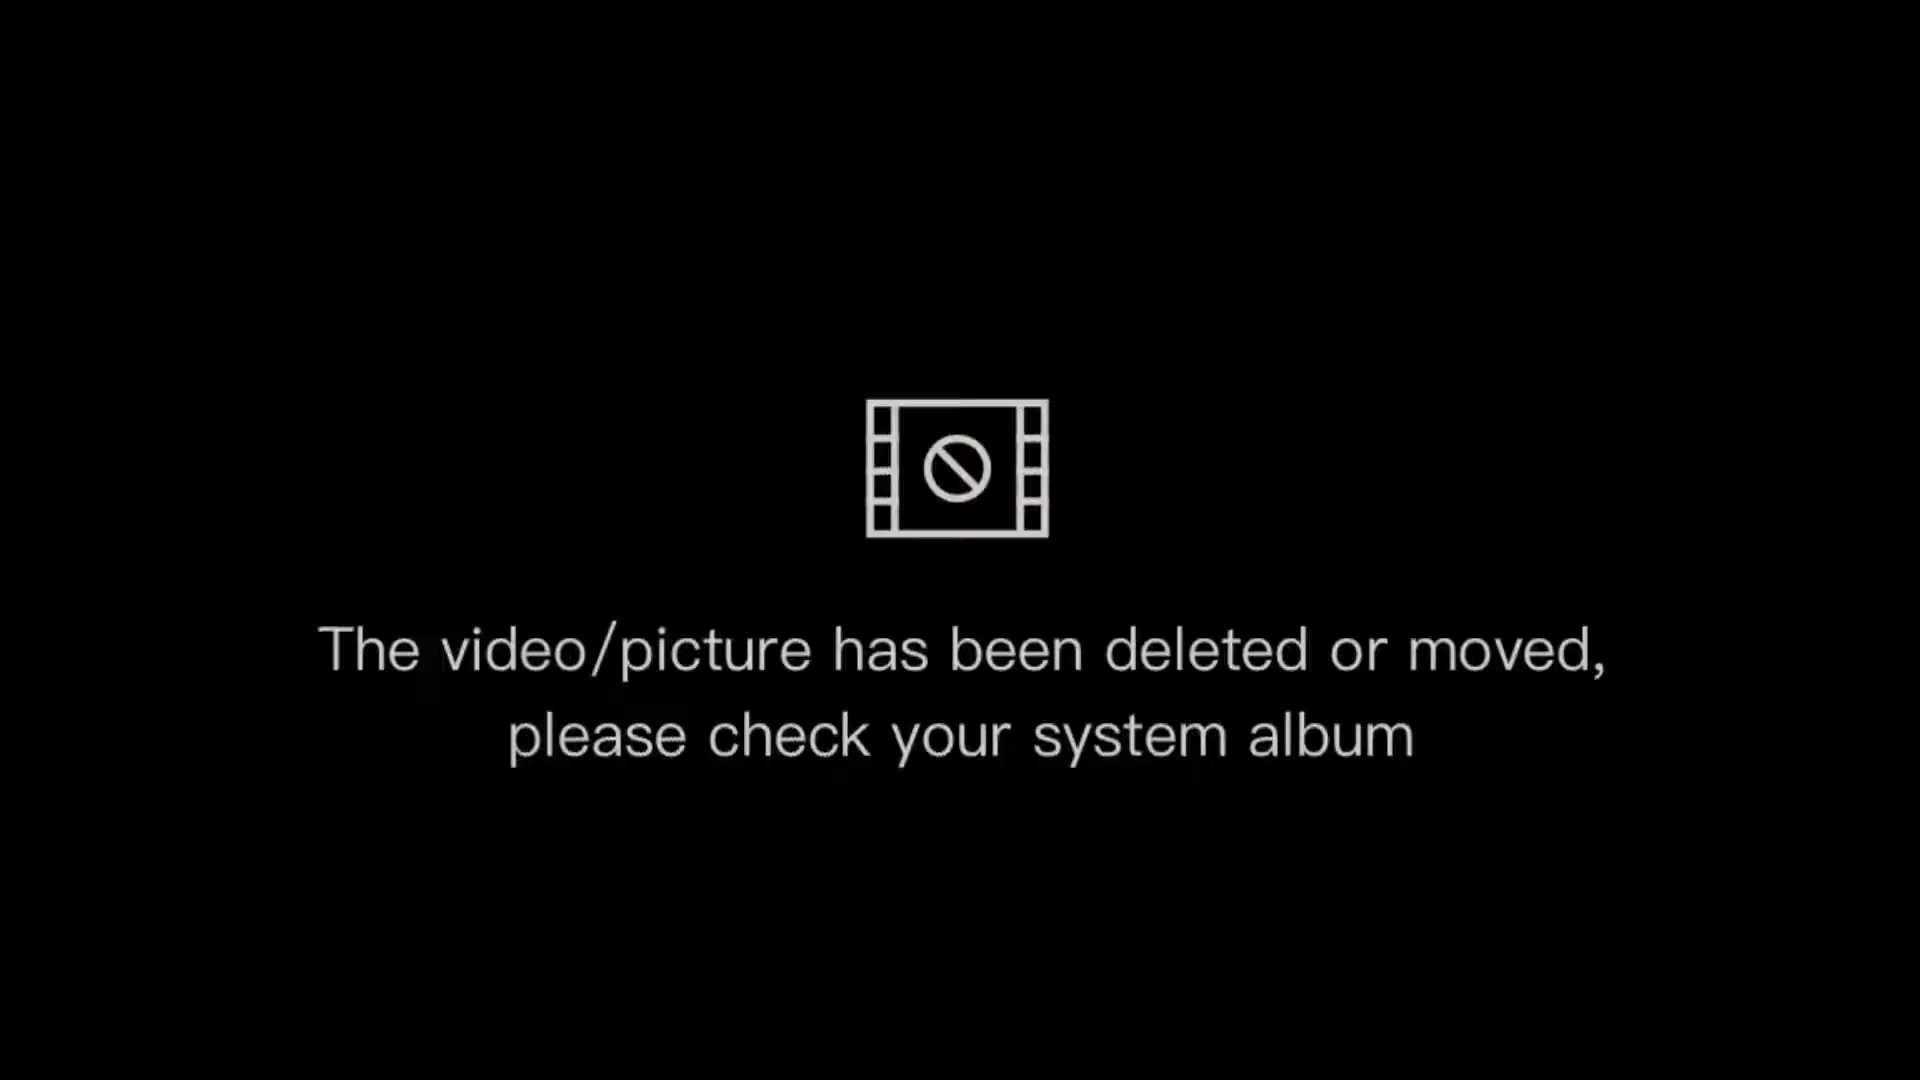 The video/picture has been deleted or moved,
please check your system album